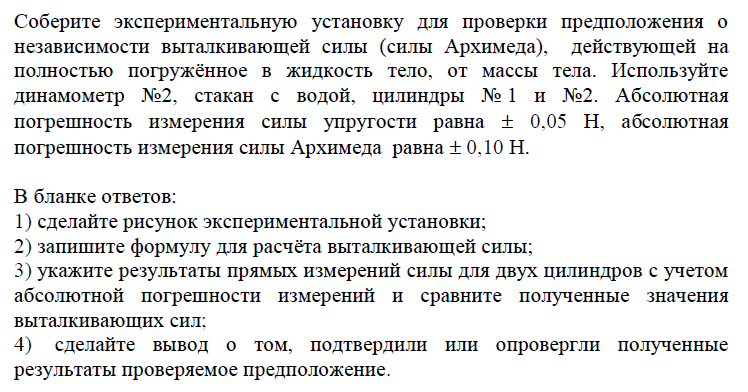 Соберите экспериментальную установку для проверки предположения о
независимости выталкивающей силы (силы Архимеда), действующей на
полностью погружённое в жидкость тело, от массы тела. Используйте
динамометр №2, стакан с водой, цилиндры № 1 и №2. Абсолютная
погрешность измерения силы упругости равна ± 0,05 Н, абсолютная
погрешность измерения силы Архимеда равна ± 0,10 Н.
В бланке ответов:
1) сделайте рисунок экспериментальной установки;
2) запишите формулу для расчёта выталкивающей силы;
3) укажите результаты прямых измерений силы для двух цилиндров с учетом
абсолютной погрешности измерений и сравните полученные значения
выталкивающих сил;
4) сделайте вывод о том, подтвердили или опровергли полученные
результаты проверяемое предположение.